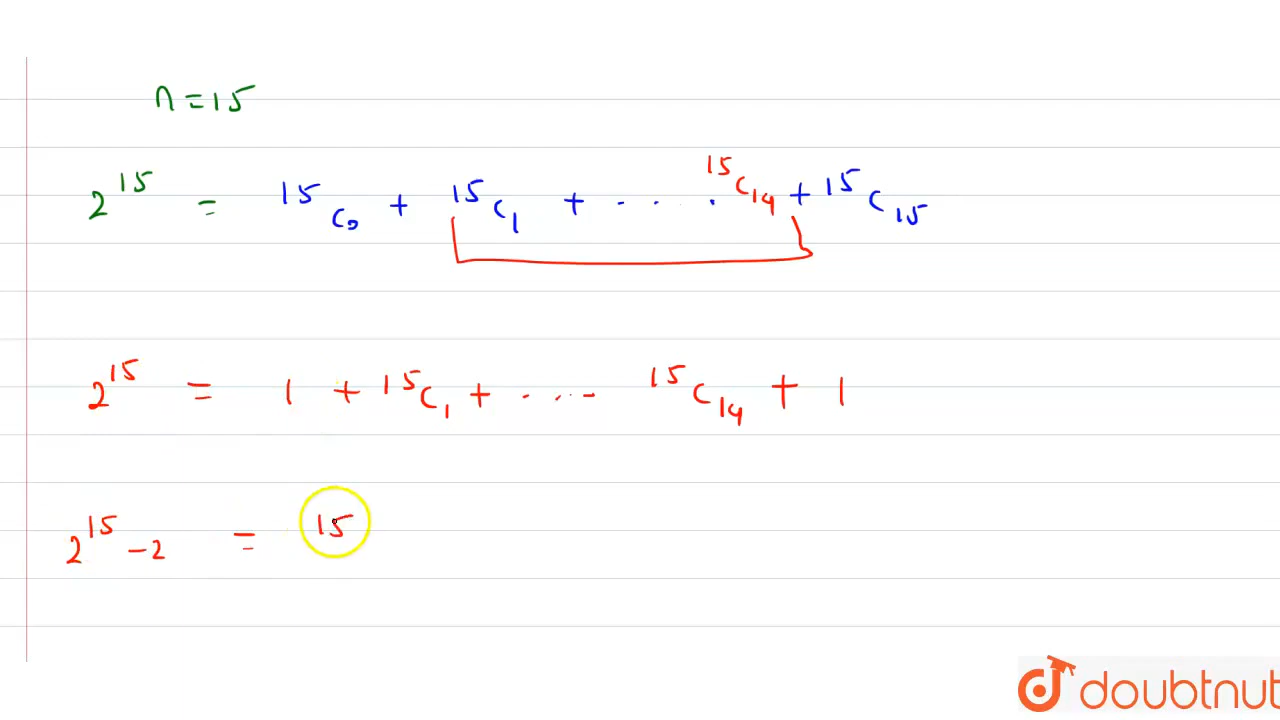 n=15
2^15 = 15C0 + 15C1 + ..... 15C14 + 15C15
2^15 = 1 + 15C1 + ..... 15C14 + 1
2^15 -2 = 15
doubtnut